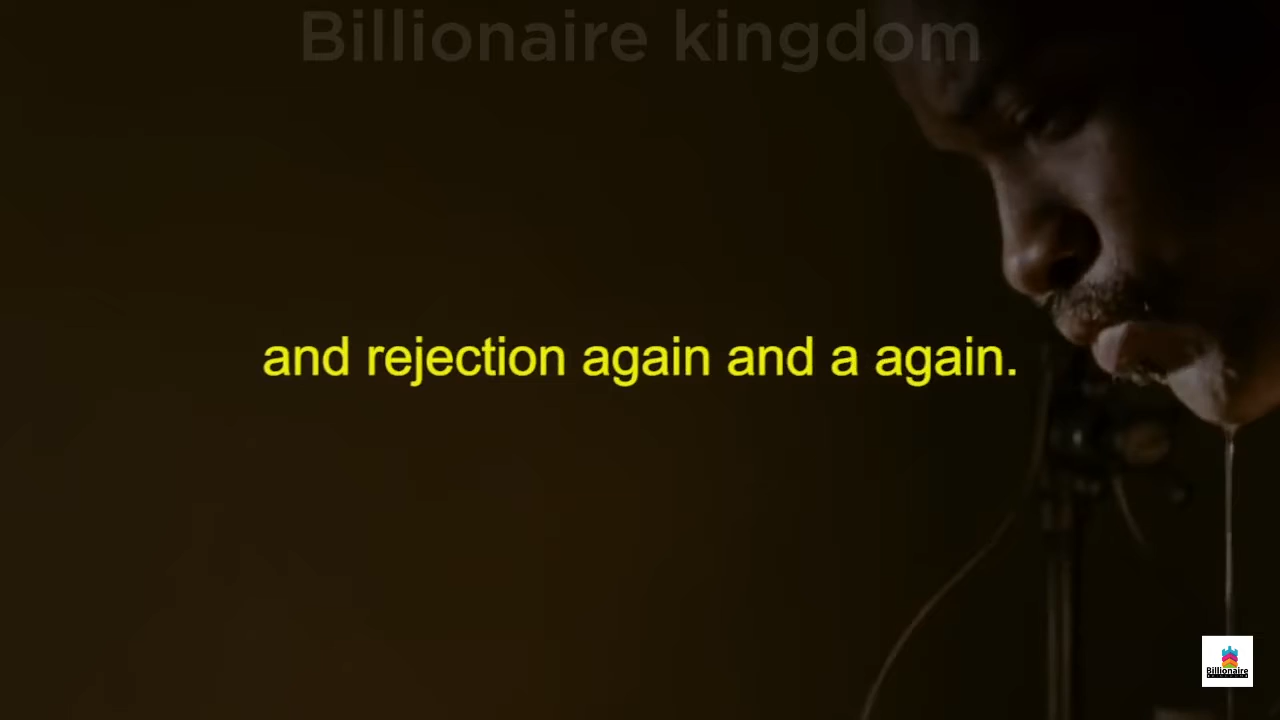 Billionaire kingdom
and rejection again and a again.
Billionaire